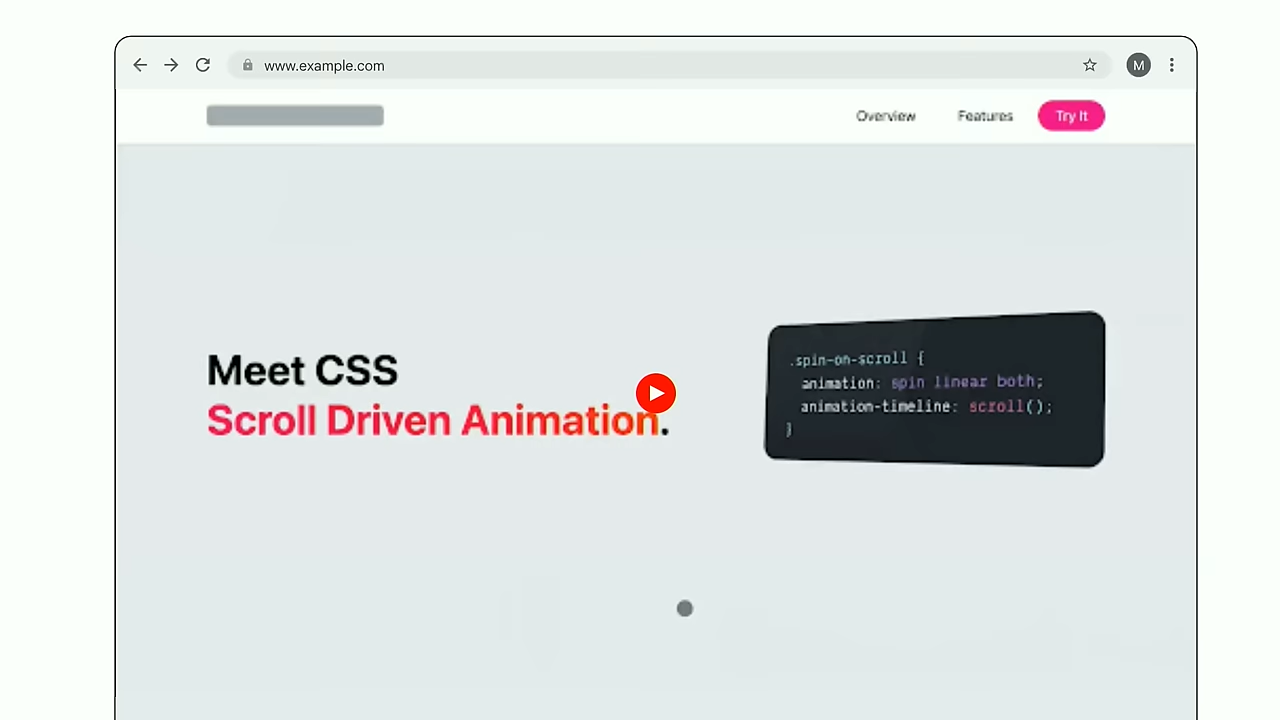 www.example.com
M
Overview Features Try It
Meet CSS
Scroll Driven Animation.
.spin-on-scroll {
animation: spin linear both;
animation-timeline: scroll();
}